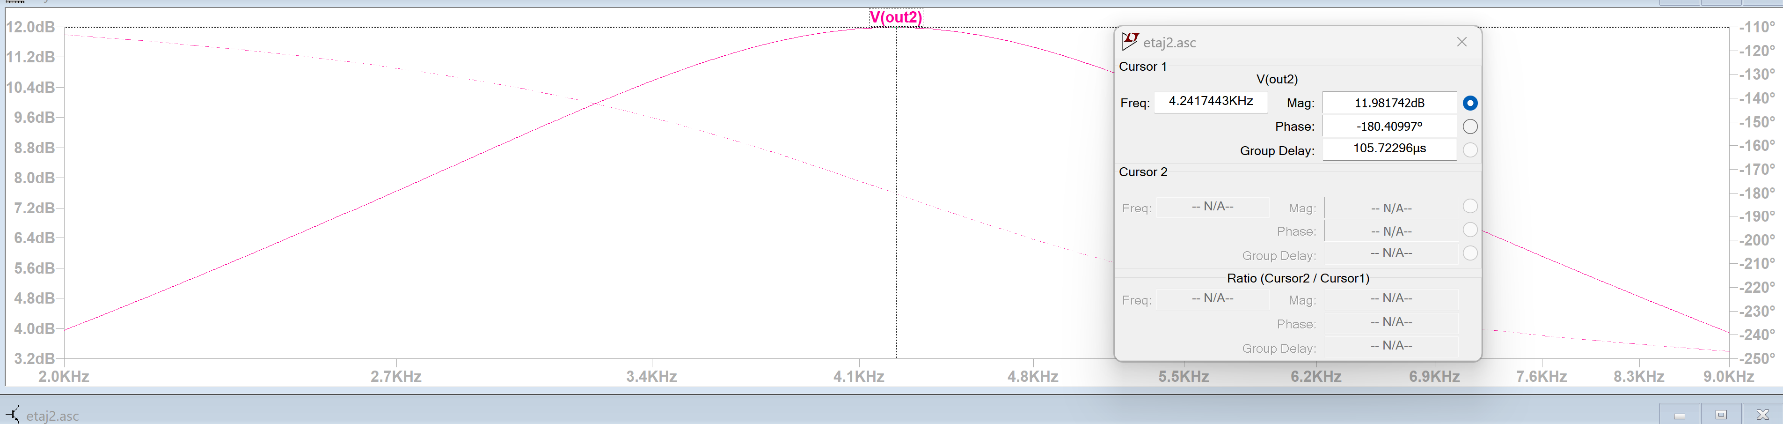 V(out2)
12.0dB
11.2dB
10.4dB
9.6dB
8.8dB
8.0dB
7.2dB
6.4dB
5.6dB
4.8dB
4.0dB
3.2dB
2.0KHz 2.7KHz 3.4KHz 4.1KHz 4.8KHz 5.5KHz 6.2KHz 6.9KHz 7.6KHz 8.3KHz 9.0KHz
-110°
-120°
-130°
-140°
-150°
-160°
-170°
-180°
-190°
-200°
-210°
-220°
-230°
-240°
-250°
etaj2.asc
Cursor 1
V(out2)
Freq: 4.2417443KHz Mag: 11.981742dB
Phase: -180.40997°
Group Delay: 105.72296µs
Cursor 2
Freq: -- N/A-- Mag: -- N/A--
Phase: -- N/A--
Group Delay: -- N/A--
Ratio (Cursor2 / Cursor1)
Freq: -- N/A-- Mag: -- N/A--
Phase: -- N/A--
Group Delay: -- N/A--
etaj2.asc